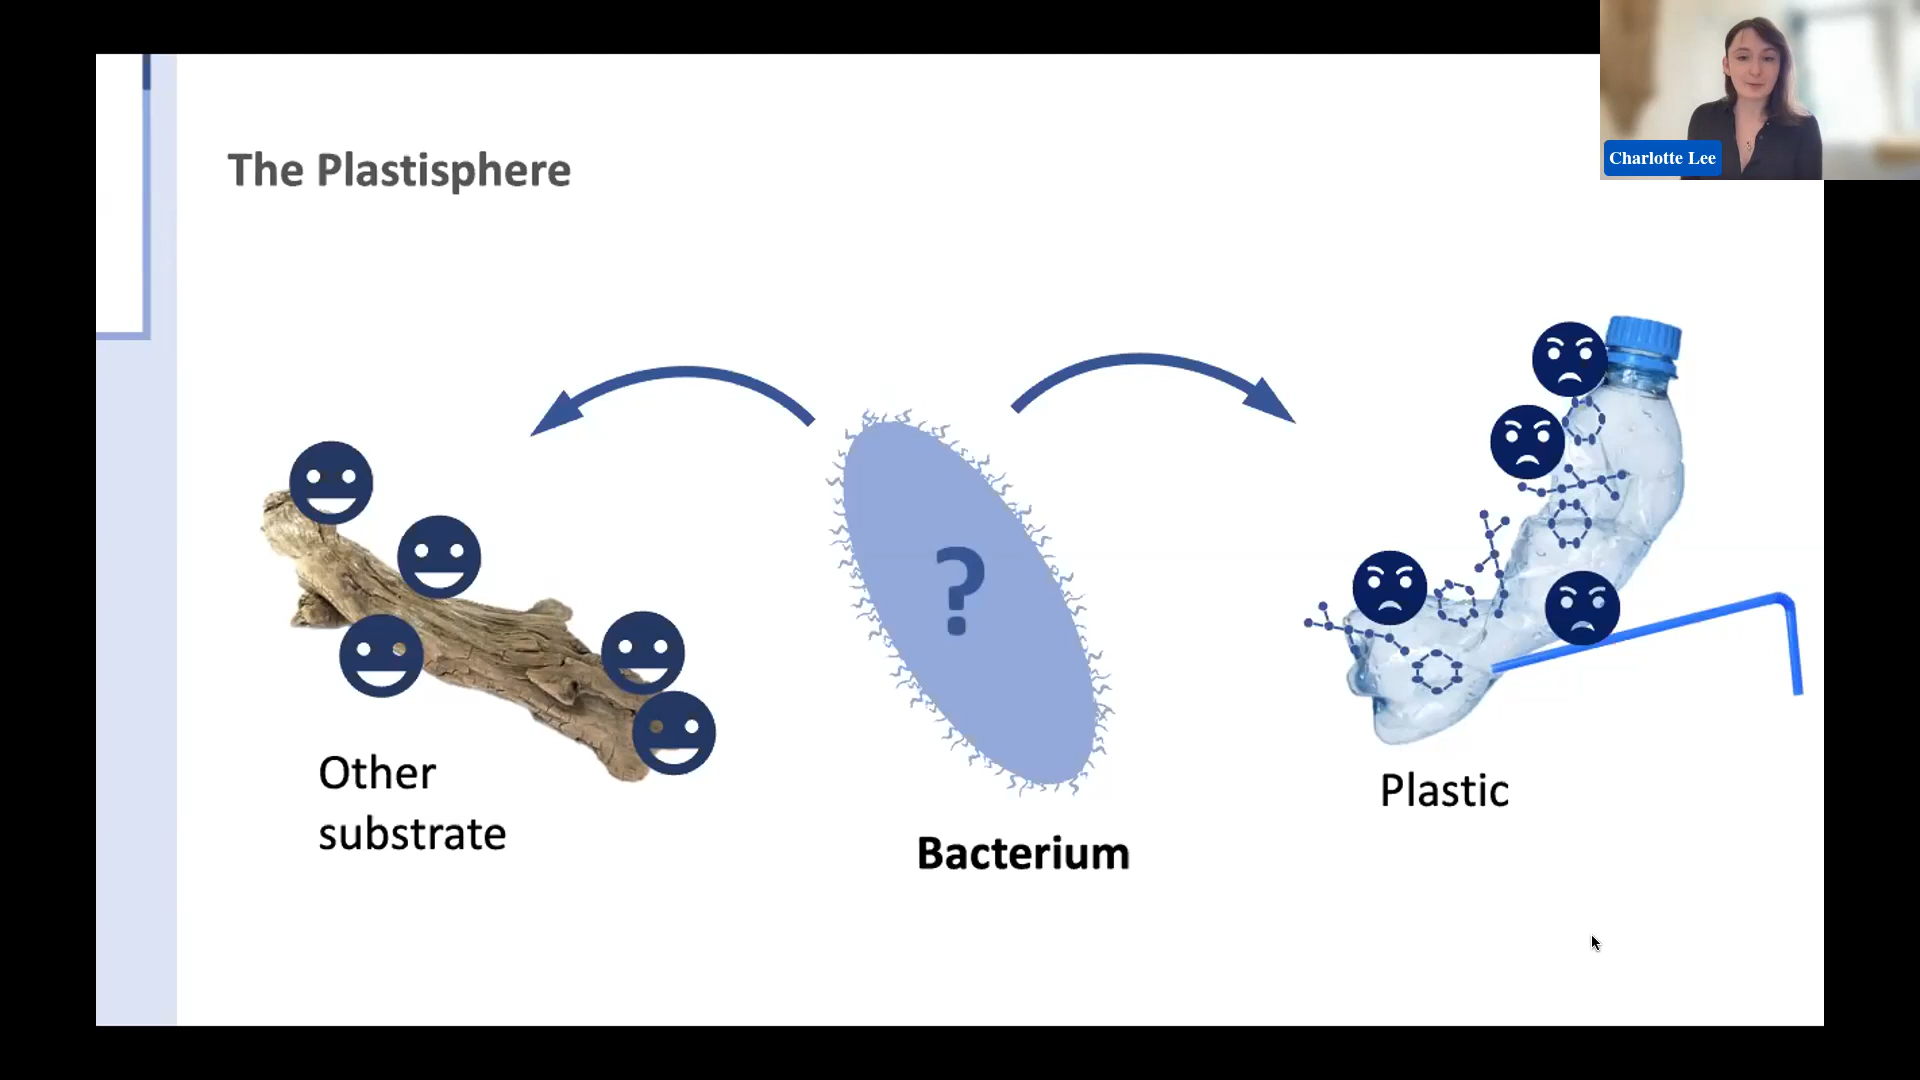 The Plastisphere
Charlotte Lee
?
Other
substrate
Bacterium
Plastic